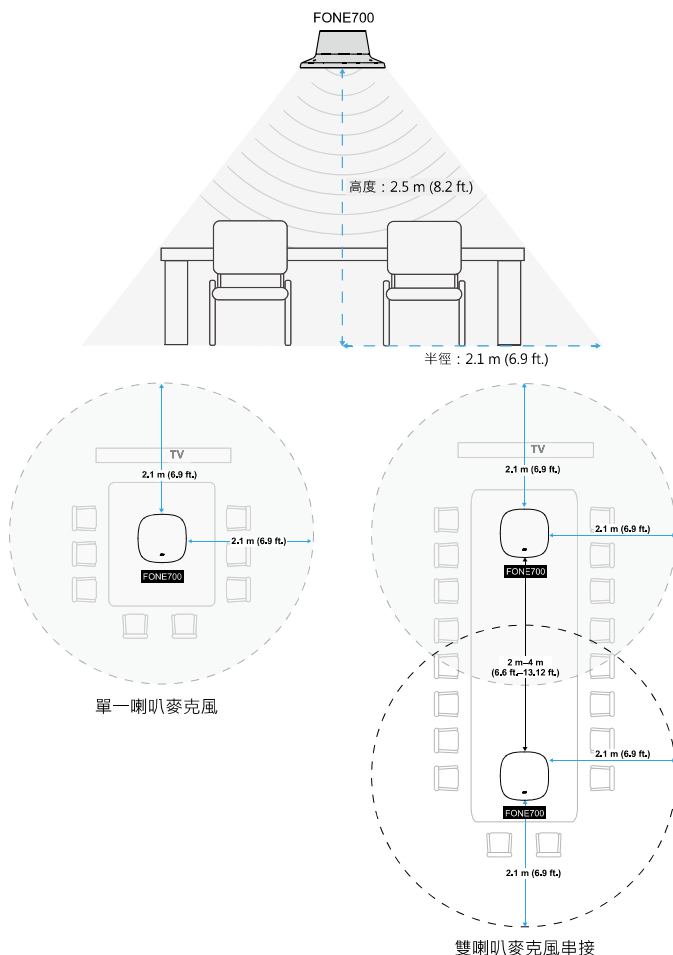 FONE700
高度：2.5 m (8.2 ft.)
半徑：2.1 m (6.9 ft.)
TV
2.1 m (6.9 ft.)
2.1 m (6.9 ft.)
FONE700
單一喇叭麥克風
TV
2.1 m (6.9 ft.)
2.1 m (6.9 ft.)
FONE700
2 m–4 m
(6.6 ft.–13.12 ft.)
2.1 m (6.9 ft.)
FONE700
2.1 m (6.9 ft.)
雙喇叭麥克風串接